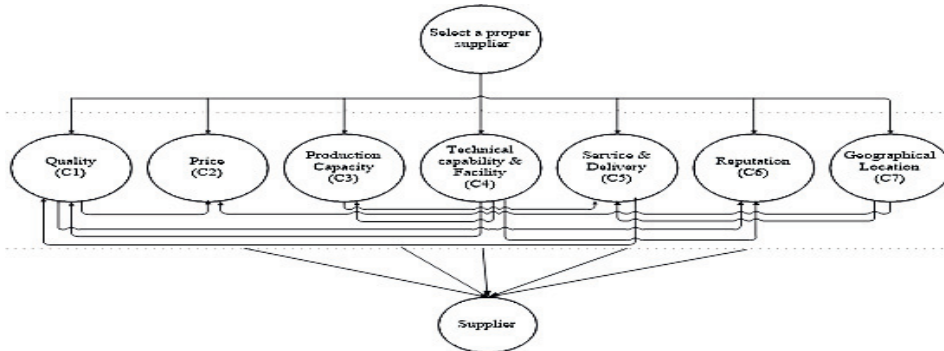 Select a proper
supplier
Quality
(C1)
Price
(C2)
Production
Capacity
(C3)
Technical
capability &
Facility
(C4)
Service &
Delivery
(C5)
Reputation
(C6)
Geographical
Location
(C7)
Supplier